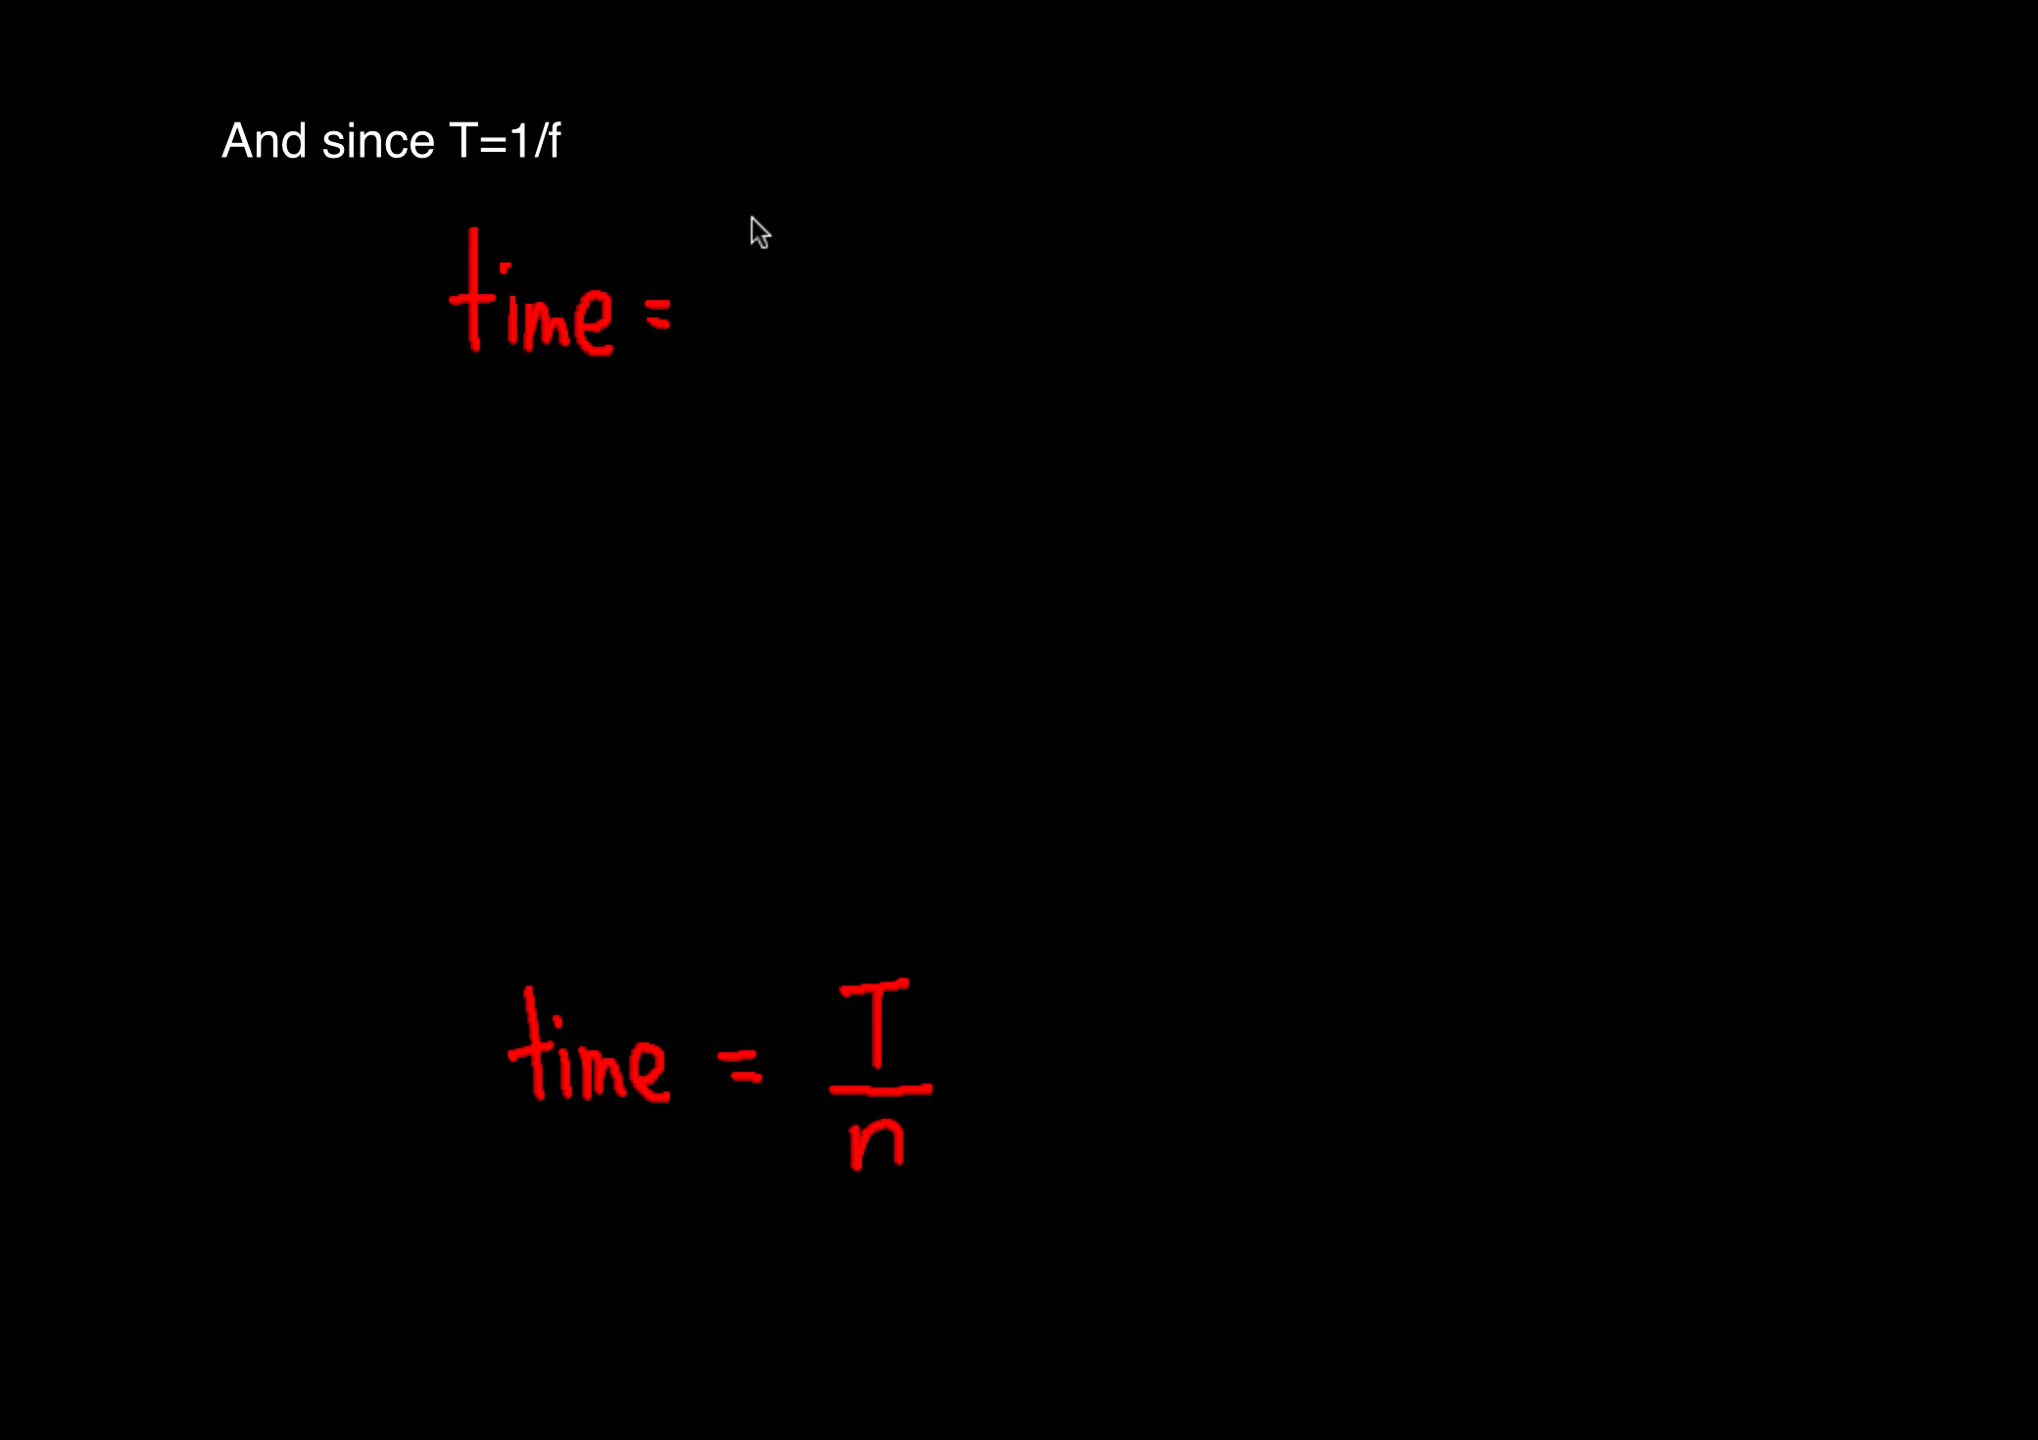 And since T=1/f
time =
time = T/n